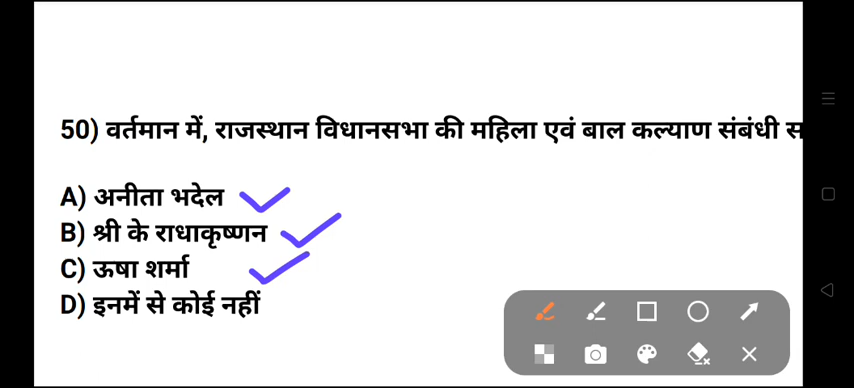 50) वर्तमान में, राजस्थान विधानसभा की महिला एवं बाल कल्याण संबंधी
A) अनीता भदेल
B) श्री के राधाकृष्णन
C) ऊषा शर्मा
D) इनमें से कोई नहीं